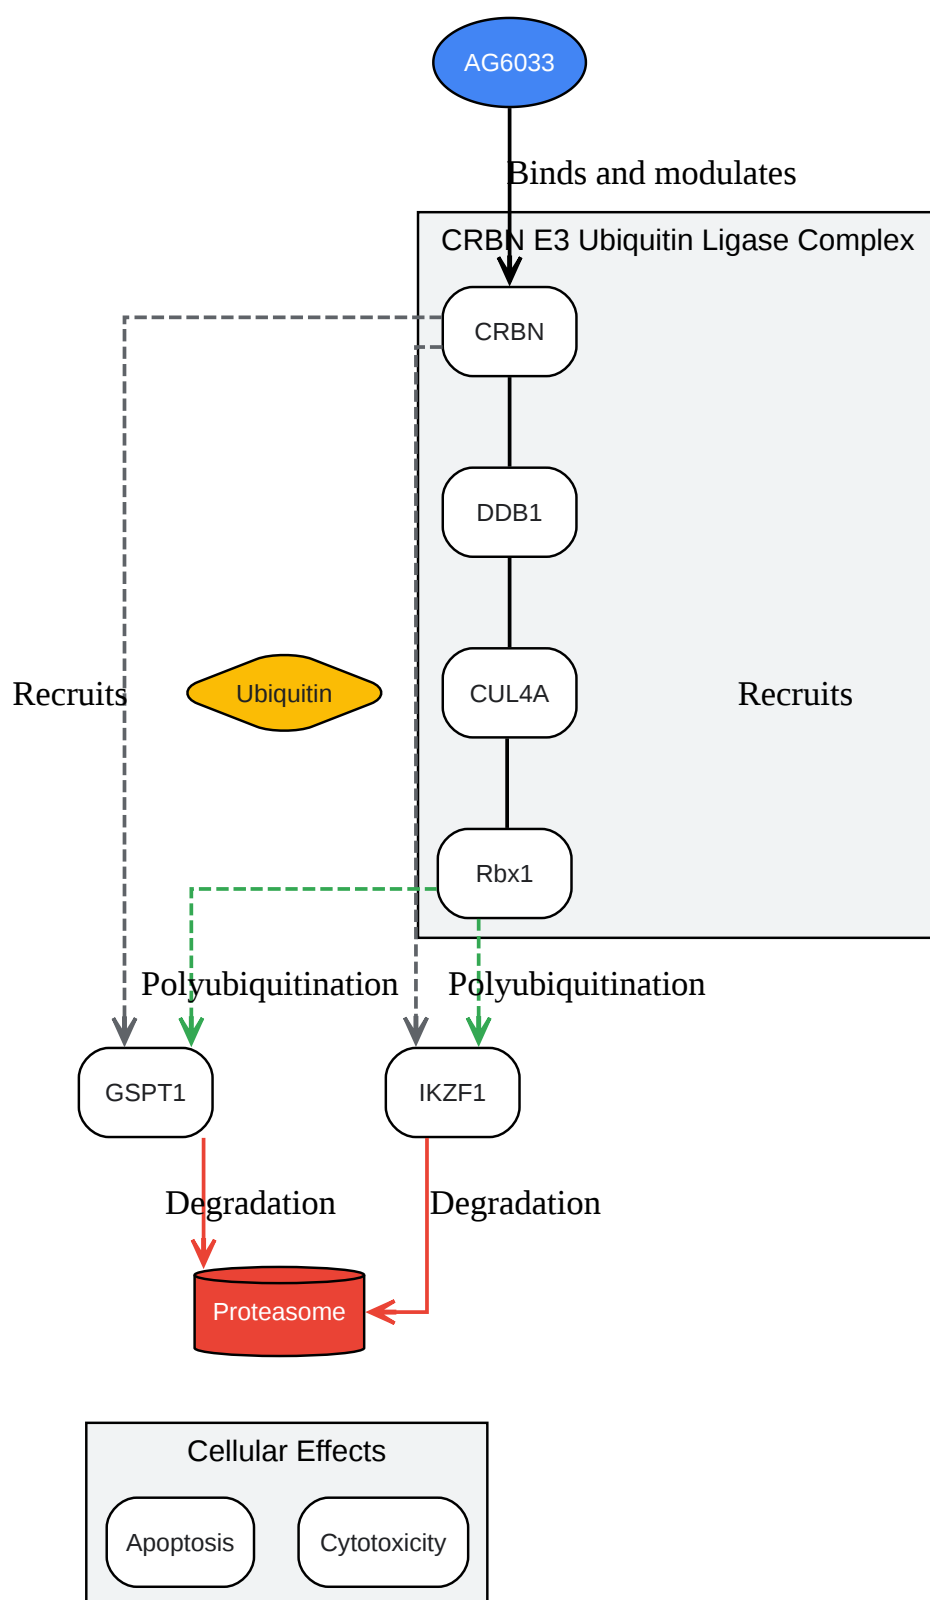 AG6033
Binds and modulates
CRBN E3 Ubiquitin Ligase Complex
CRBN
DDB1
Recruits
Ubiquitin
CUL4A
Recruits
Rbx1
Polyubiquitination
Polyubiquitination
GSPT1
IKZF1
Degradation
Degradation
Proteasome
Cellular Effects
Apoptosis
Cytotoxicity